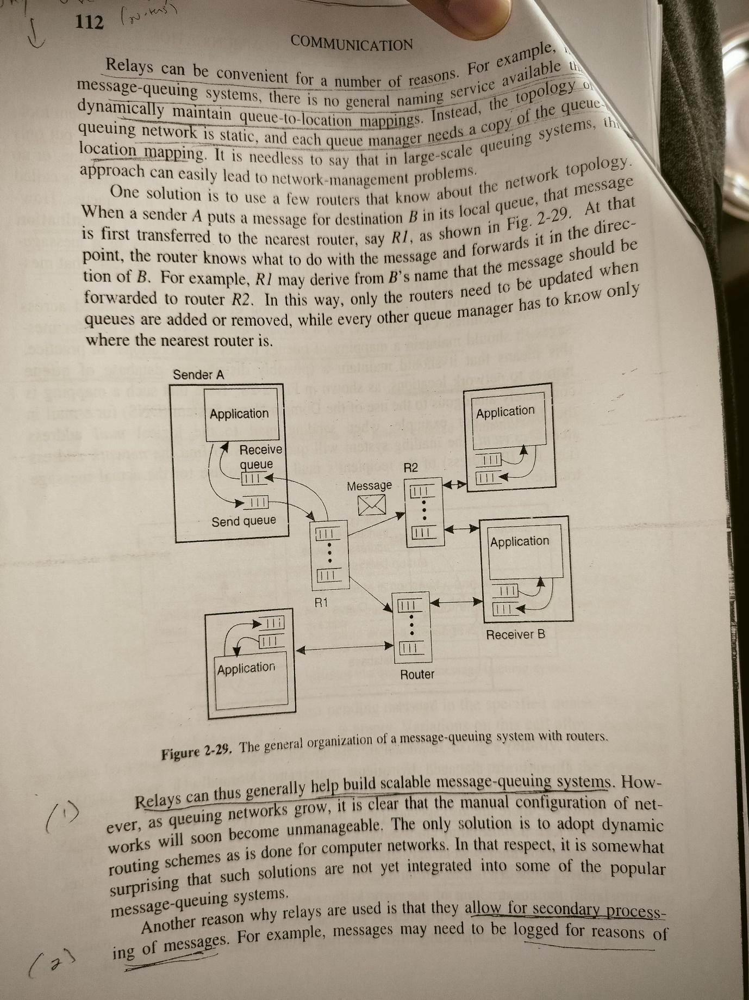 112
COMMUNICATION
Relays can be convenient for a number of reasons. For example,
message-queuing systems, there is no general naming service available
dynamically maintain queue-to-location mappings. Instead, the topology
queuing network is static, and each queue manager needs a copy of the queue-
location mapping. It is needless to say that in large-scale queuing systems,
approach can easily lead to network-management problems.
One solution is to use a few routers that know about the network topology.
When a sender A puts a message for destination B in its local queue, that message
is first transferred to the nearest router, say R1, as shown in Fig. 2-29. At that
point, the router knows what to do with the message and forwards it in the direc-
tion of B. For example, R1 may derive from B's name that the message should be
forwarded to router R2. In this way, only the routers need to be updated when
queues are added or removed, while every other queue manager has to know only
where the nearest router is.
Sender A
Application
Receive
queue
Send queue
Message
R2
Application
Application
R1
Receiver B
Application
Router
Figure 2-29. The general organization of a message-queuing system with routers.
(1)
Relays can thus generally help build scalable message-queuing systems. How-
ever, as queuing networks grow, it is clear that the manual configuration of net-
works will soon become unmanageable. The only solution is to adopt dynamic
routing schemes as is done for computer networks. In that respect, it is somewhat
surprising that such solutions are not yet integrated into some of the popular
message-queuing systems.
Another reason why relays are used is that they allow for secondary process-
(2)
ing of messages. For example, messages may need to be logged for reasons of